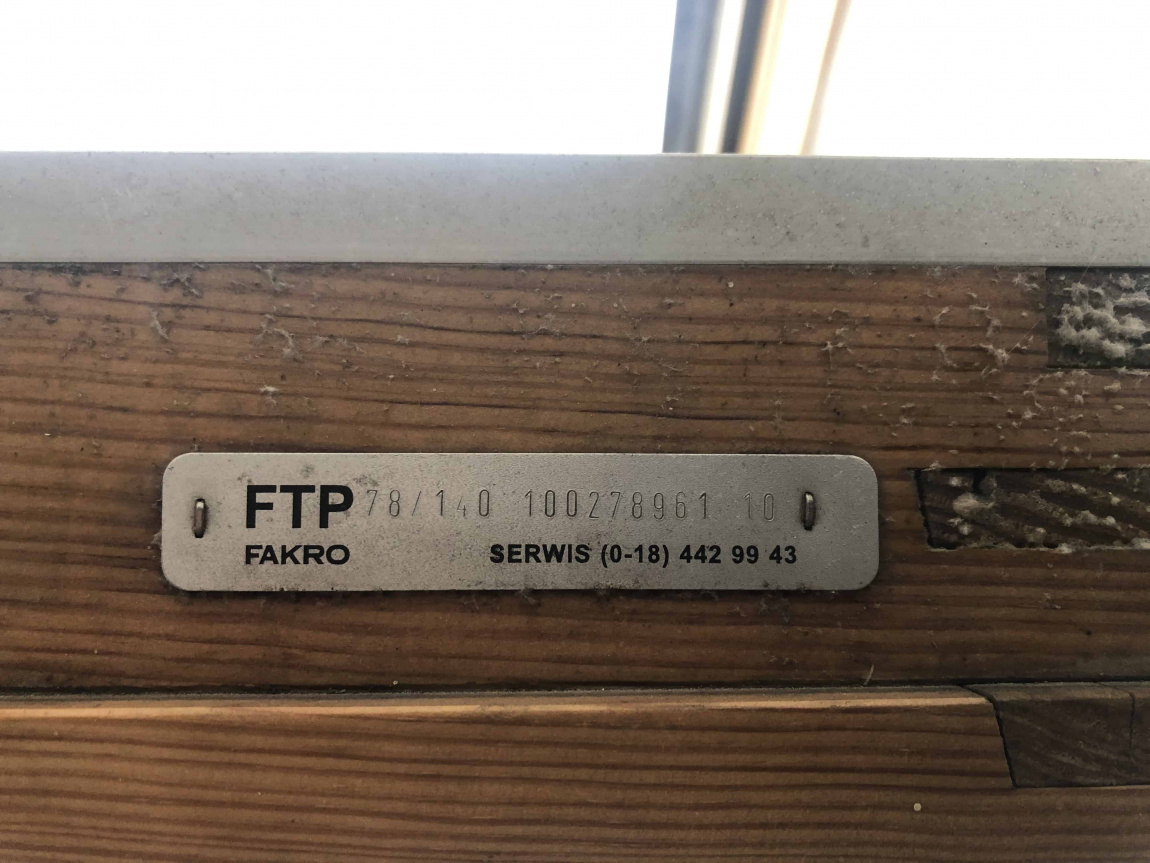 FTP 78/140 100278961 10
FAKRO SERWIS (0-18) 442 99 43